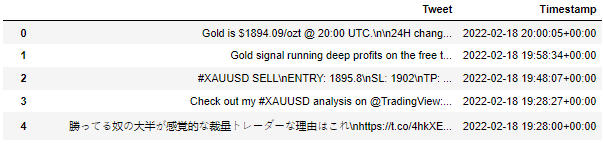 Tweet Timestamp
0 Gold is $1894.09/ozt @ 20:00 UTC.\n\n24H chang... 2022-02-18 20:00:05+00:00
1 Gold signal running deep profits on the free t... 2022-02-18 19:58:34+00:00
2 #XAUUSD SELL\nENTRY: 1895.8\nSL: 1902\nTP: ... 2022-02-18 19:48:07+00:00
3 Check out my #XAUUSD analysis on @TradingView:... 2022-02-18 19:28:27+00:00
4 勝ってる奴の大半が感覚的な裁量トレーダーな理由はこれ\nhttps://t.co/4hkXE... 2022-02-18 19:28:00+00:00